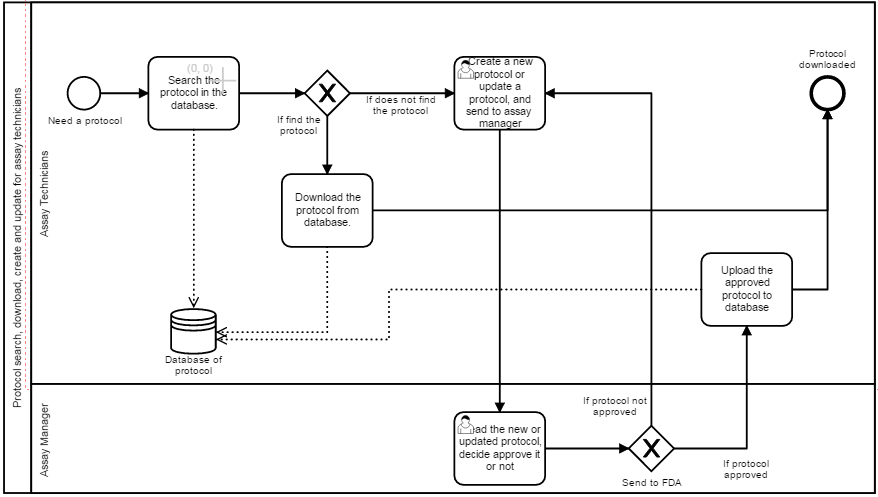 Protocol search, download, create and update for assay technicians
Assay Technicians
Need a protocol
(0, 0)
Search the
protocol in the
database.
If find the
protocol
If does not find
the protocol
Create a new
protocol or
update a
protocol, and
send to assay
manager
Protocol
downloaded
Download the
protocol from
database.
Upload the
approved
protocol to
database
Database of
protocol
Assay Manager
ad the new or
updated protocol,
decide approve it
or not
If protocol not
approved
Send to FDA
If protocol
approved